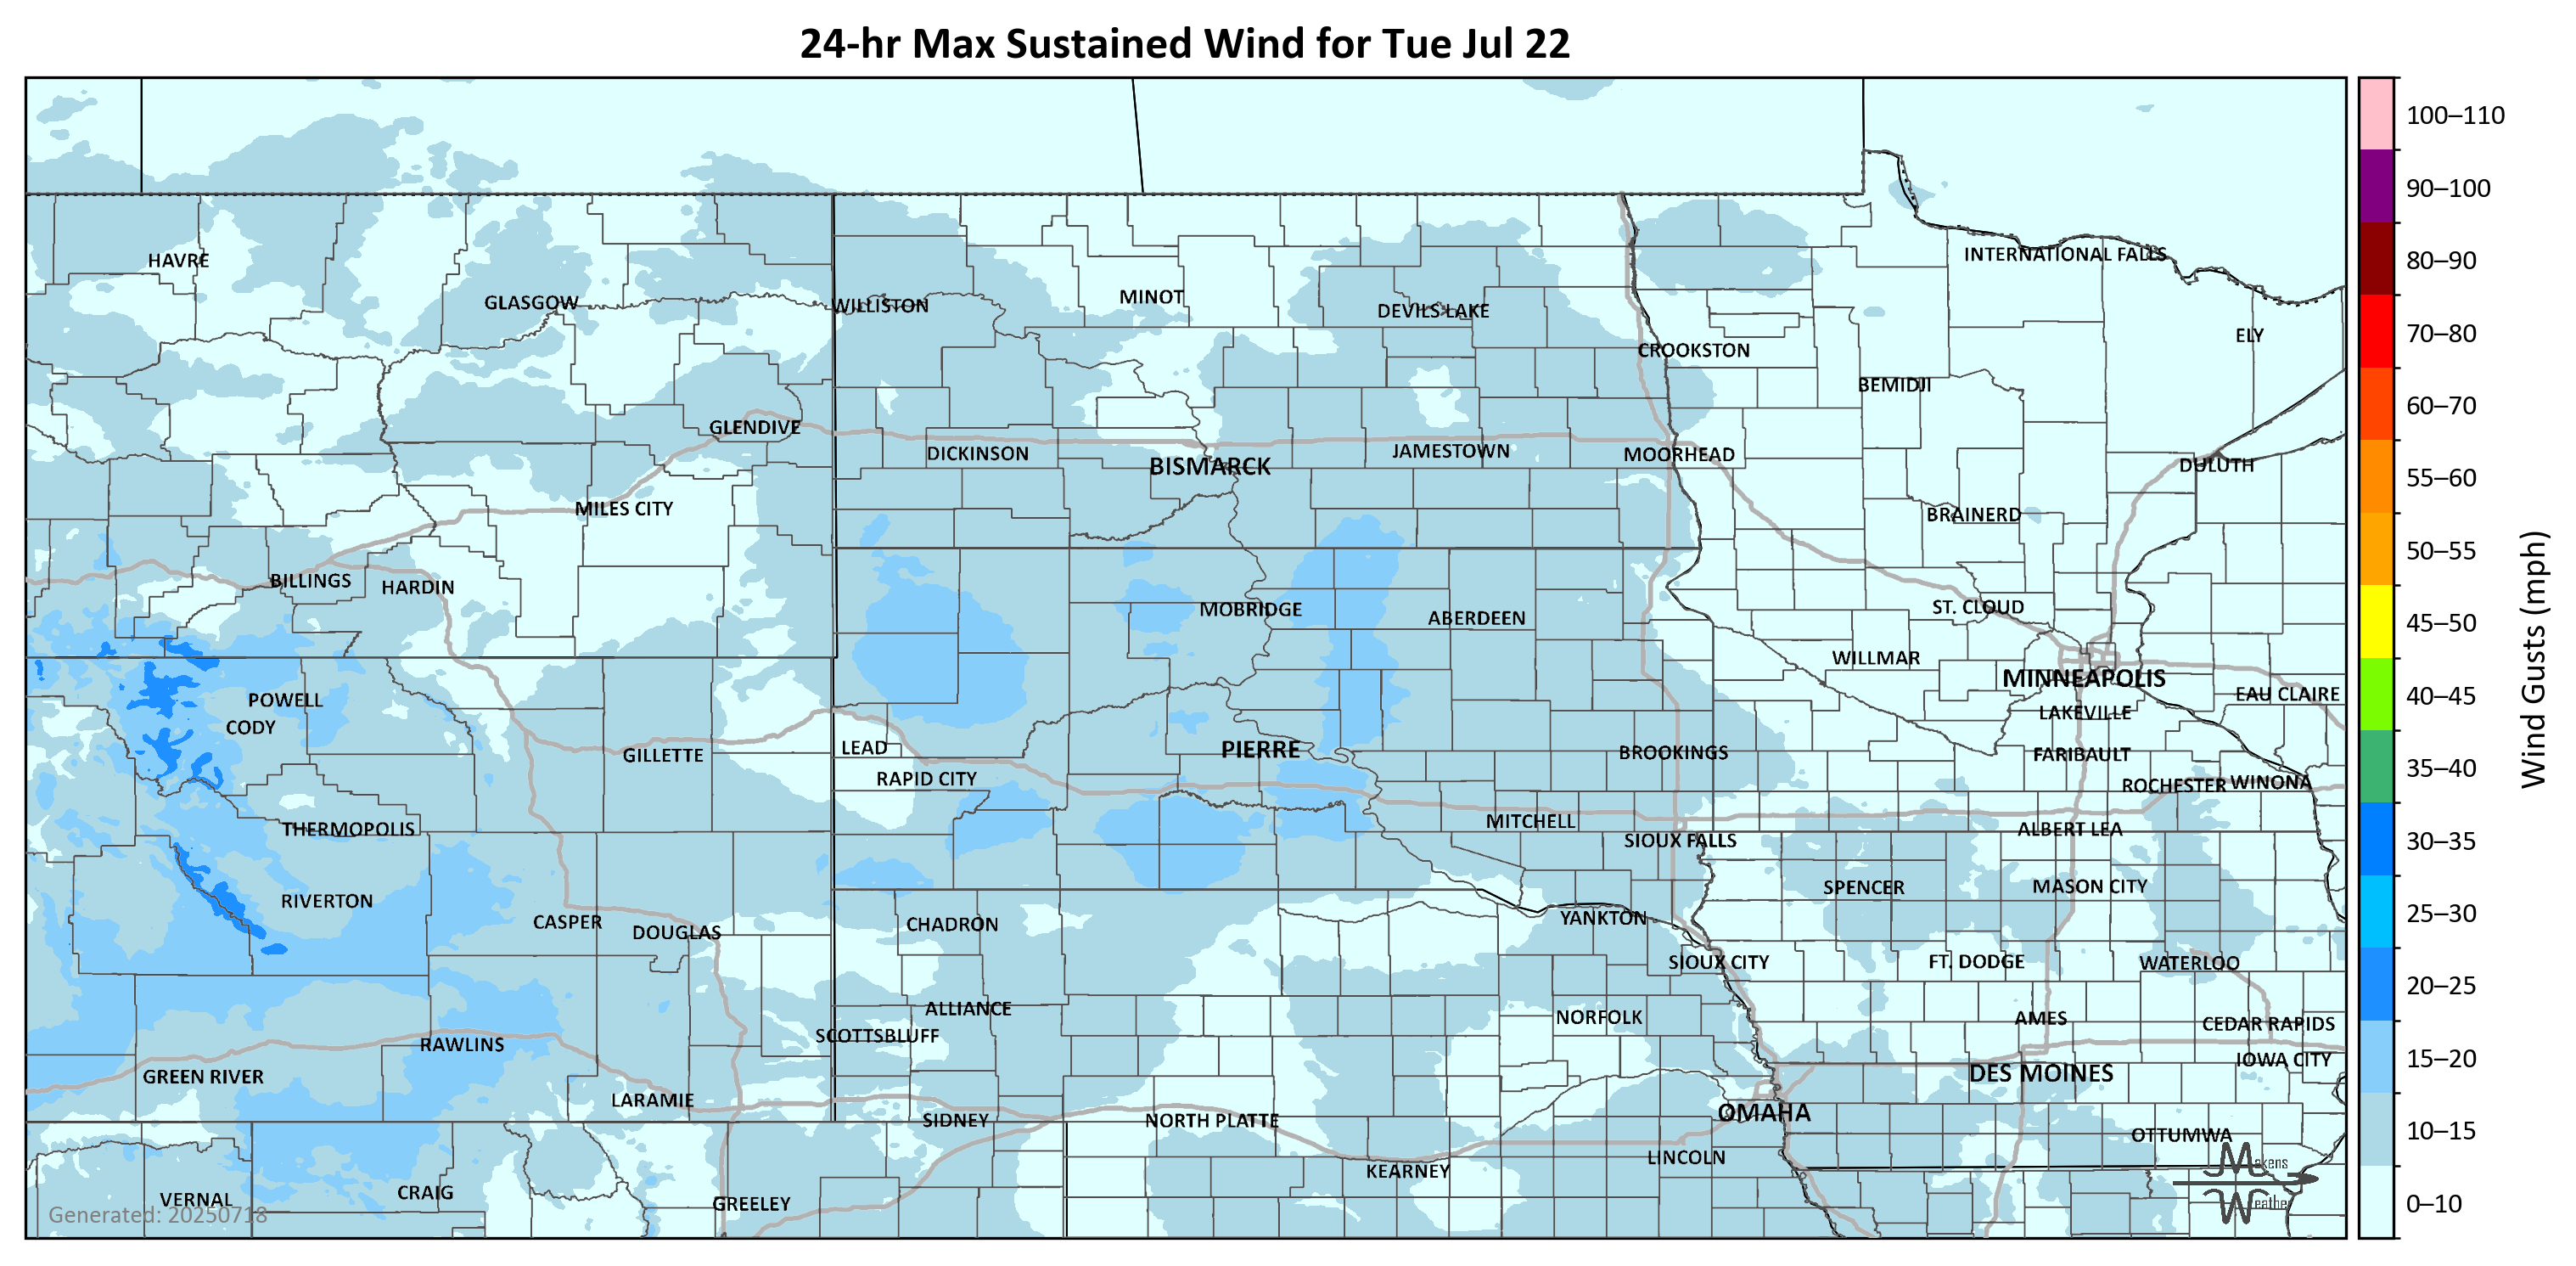 24-hr Max Sustained Wind for Tue Jul 22
HAVRE
GLASGOW
WILLISTON
MINOT
DEVILS LAKE
INTERNATIONAL FALLS
CROOKSTON
ELY
BEMIDJI
GLENDIVE
DICKINSON
BISMARCK
JAMESTOWN
MOORHEAD
DULUTH
MILES CITY
BRAINERD
BILLINGS
HARDIN
MOBRIDGE
ABERDEEN
ST. CLOUD
WILLMAR
MINNEAPOLIS
EAU CLAIRE
POWELL
CODY
LAKEVILLE
GILLETTE
LEAD
PIERRE
BROOKINGS
FARIBAULT
RAPID CITY
ROCHESTER
WINONA
THERMOPOLIS
MITCHELL
SIOUX FALLS
ALBERT LEA
RIVERTON
SPENCER
MASON CITY
CASPER
DOUGLAS
CHADRON
YANKTON
SIOUX CITY
FT. DODGE
WATERLOO
ALLIANCE
NORFOLK
AMES
CEDAR RAPIDS
SCOTTSBLUFF
RAWLINS
IOWA CITY
GREEN RIVER
DES MOINES
LARAMIE
SIDNEY
NORTH PLATTE
OMAHA
OTTUMWA
LINCOLN
KEARNEY
VERNAL
CRAIG
GREELEY
Generated: 20250718
Makens
Weather
100–110
90–100
80–90
70–80
60–70
55–60
50–55
45–50
40–45
35–40
30–35
25–30
20–25
15–20
10–15
0–10
Wind Gusts (mph)